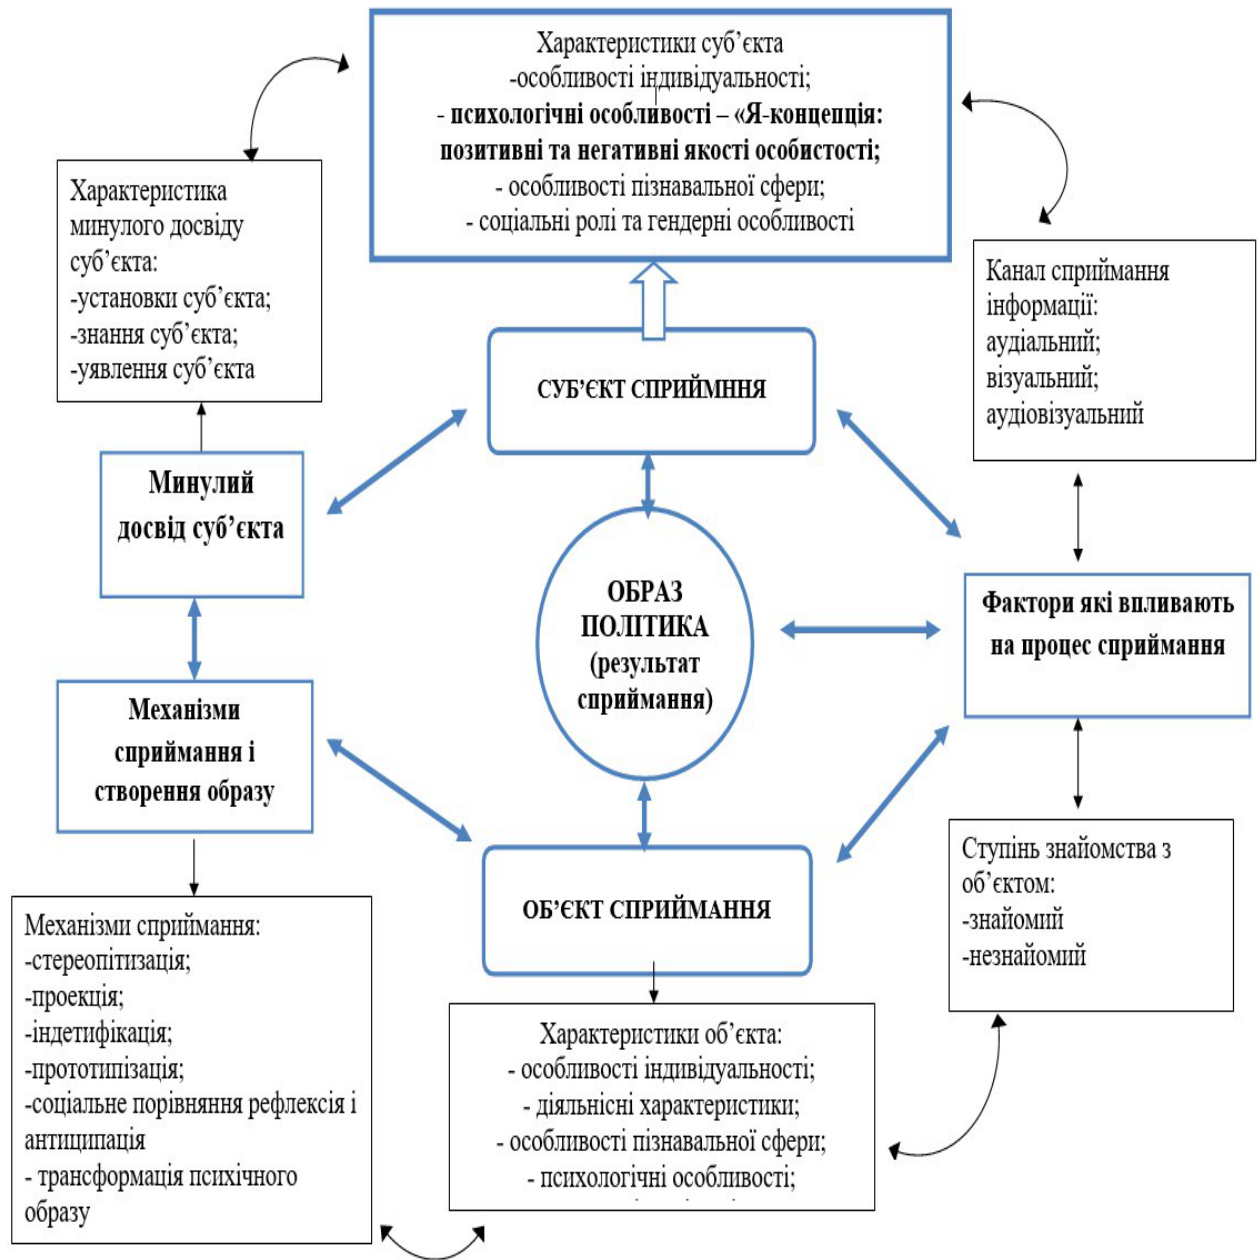 Характеристики суб’єкта
-особливості індивідуальності;
- психологічні особливості – «Я-концепція:
позитивні та негативні якості особистості;
- особливості пізнавальної сфери;
- соціальні ролі та гендерні особливості
Характеристика
минулого досвіду
суб’єкта:
-установки суб’єкта;
-знання суб’єкта;
-уявлення суб’єкта
Канал сприймання
інформації:
аудіальний;
візуальний;
аудіовізуальний
СУБ’ЄКТ СПРИЙМННЯ
Минулий
досвід суб’єкта
ОБРАЗ
ПОЛІТИКА
(результат
сприймання)
Фактори які впливають
на процес сприймання
Механізми
сприймання і
створення образу
ОБ’ЄКТ СПРИЙМАННЯ
Ступінь знайомства з
об’єктом:
-знайомий
-незнайомий
Механізми сприймання:
-стереопітизація;
-проекція;
-індетифікація;
-прототипізація;
-соціальне порівняння рефлексія і
антиципація
- трансформація психічного
образу
Характеристики об’єкта:
- особливості індивідуальності;
- діяльнісні характеристики;
- особливості пізнавальної сфери;
- психологічні особливості;